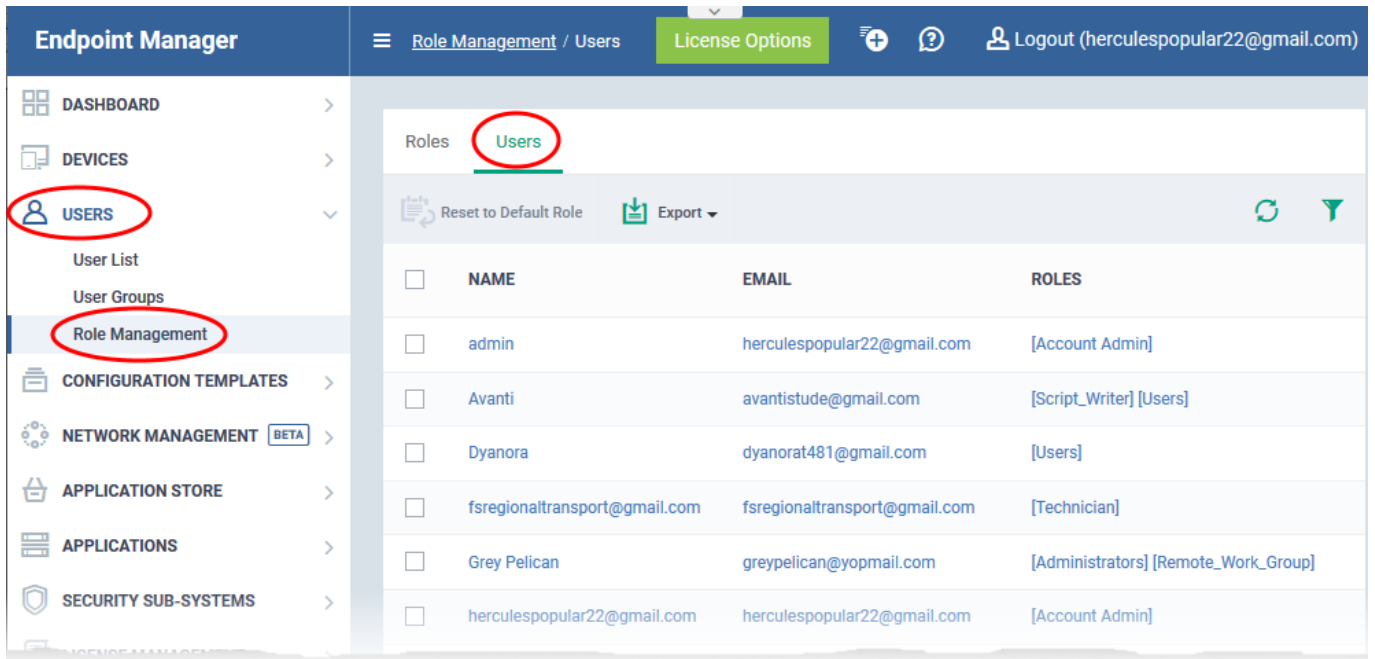 Endpoint Manager
Role Management / Users
License Options
Logout (herculespopular22@gmail.com)
DASHBOARD
DEVICES
USERS
User List
User Groups
Role Management
CONFIGURATION TEMPLATES
NETWORK MANAGEMENT BETA
APPLICATION STORE
APPLICATIONS
SECURITY SUB-SYSTEMS
LICENSE MANAGEMENT
Roles Users
Reset to Default Role Export
NAME EMAIL ROLES
admin herculespopular22@gmail.com [Account Admin]
Avanti avantistude@gmail.com [Script_Writer] [Users]
Dyanora dyanorat481@gmail.com [Users]
fsregionaltransport@gmail.com fsregionaltransport@gmail.com [Technician]
Grey Pelican greypelican@yopmail.com [Administrators] [Remote_Work_Group]
herculespopular22@gmail.com herculespopular22@gmail.com [Account Admin]